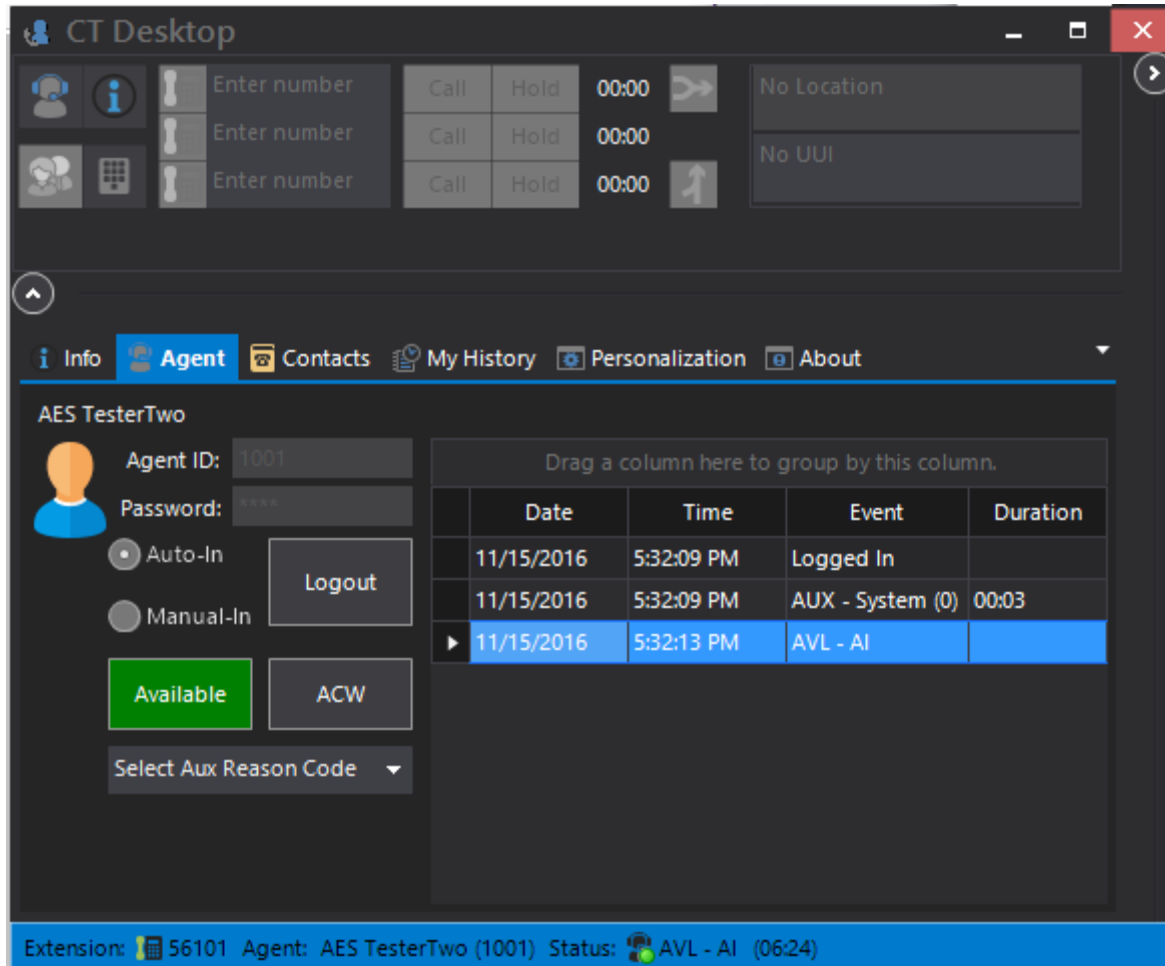 CT Desktop
Enter number Call Hold 00:00 No Location
Enter number Call Hold 00:00
No UUI
Enter number Call Hold 00:00
Info Agent Contacts My History Personalization About
AES TesterTwo
Agent ID: 1001
Password: ****
Auto-In
Manual-In
Logout
Available ACW
Select Aux Reason Code
Drag a column here to group by this column.
Date Time Event Duration
11/15/2016 5:32:09 PM Logged In
11/15/2016 5:32:09 PM AUX - System (0) 00:03
11/15/2016 5:32:13 PM AVL - AI
Extension: 56101 Agent: AES TesterTwo (1001) Status: AVL - AI (06:24)